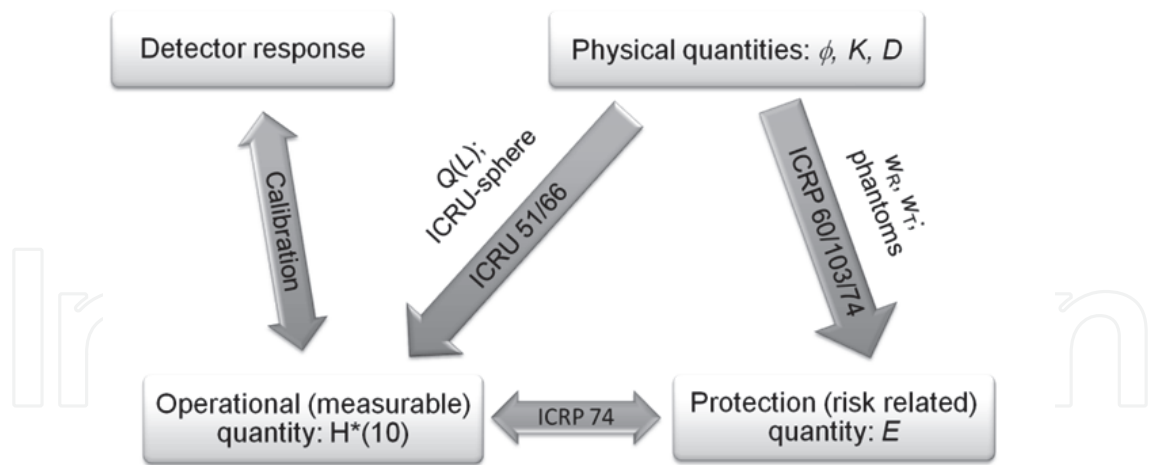 Detector response
Physical quantities: ϕ, K, D
Calibration
Q(L);
ICRU-sphere
ICRU 51/66
ICRP 60/103/74
w_R, w_T;
phantoms
Operational (measurable)
quantity: H*(10)
ICRP 74
Protection (risk related)
quantity: E